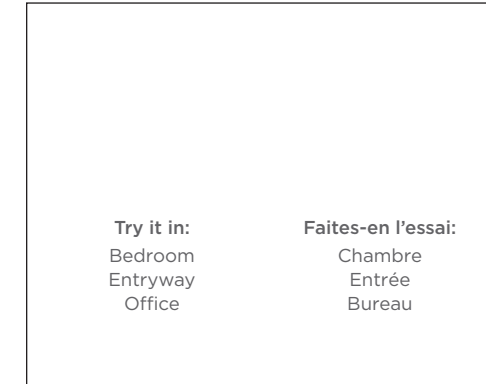 Try it in:
Bedroom
Entryway
Office
Faites-en l’essai:
Chambre
Entrée
Bureau